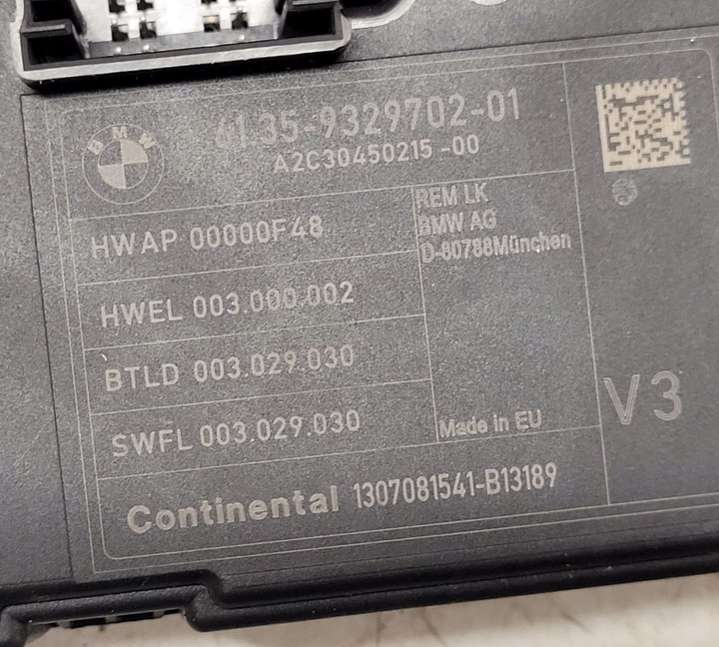 BMW
61.35-9329702-01
A2C30450215-00
HWAP 00000F48
REM LK
BMW AG
D-80788München
HWEL 003.000.002
BTLD 003.029.030
SWFL 003.029.030
Made in EU
V3
Continental 1307081541-B13189